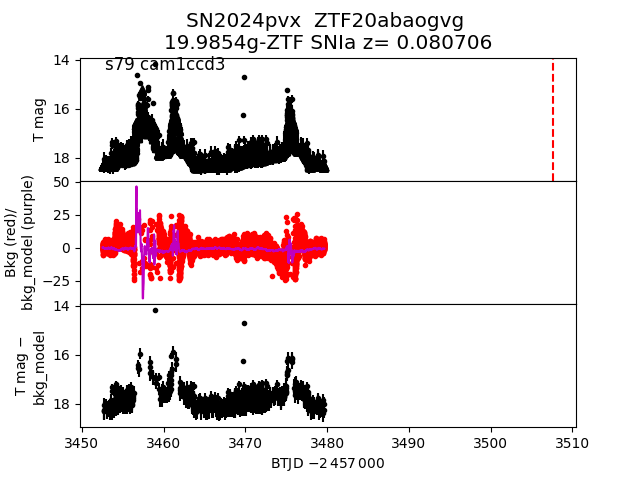 SN2024pvx  ZTF20abaogvg
19.9854g-ZTF SNIa z= 0.080706
s79 cam1ccd3
14
16
18
T mag
50
25
0
−25
Bkg (red)/
bkg_model (purple)
14
16
18
T mag −
bkg_model
3450 3460 3470 3480 3490 3500 3510
BTJD −2 457 000